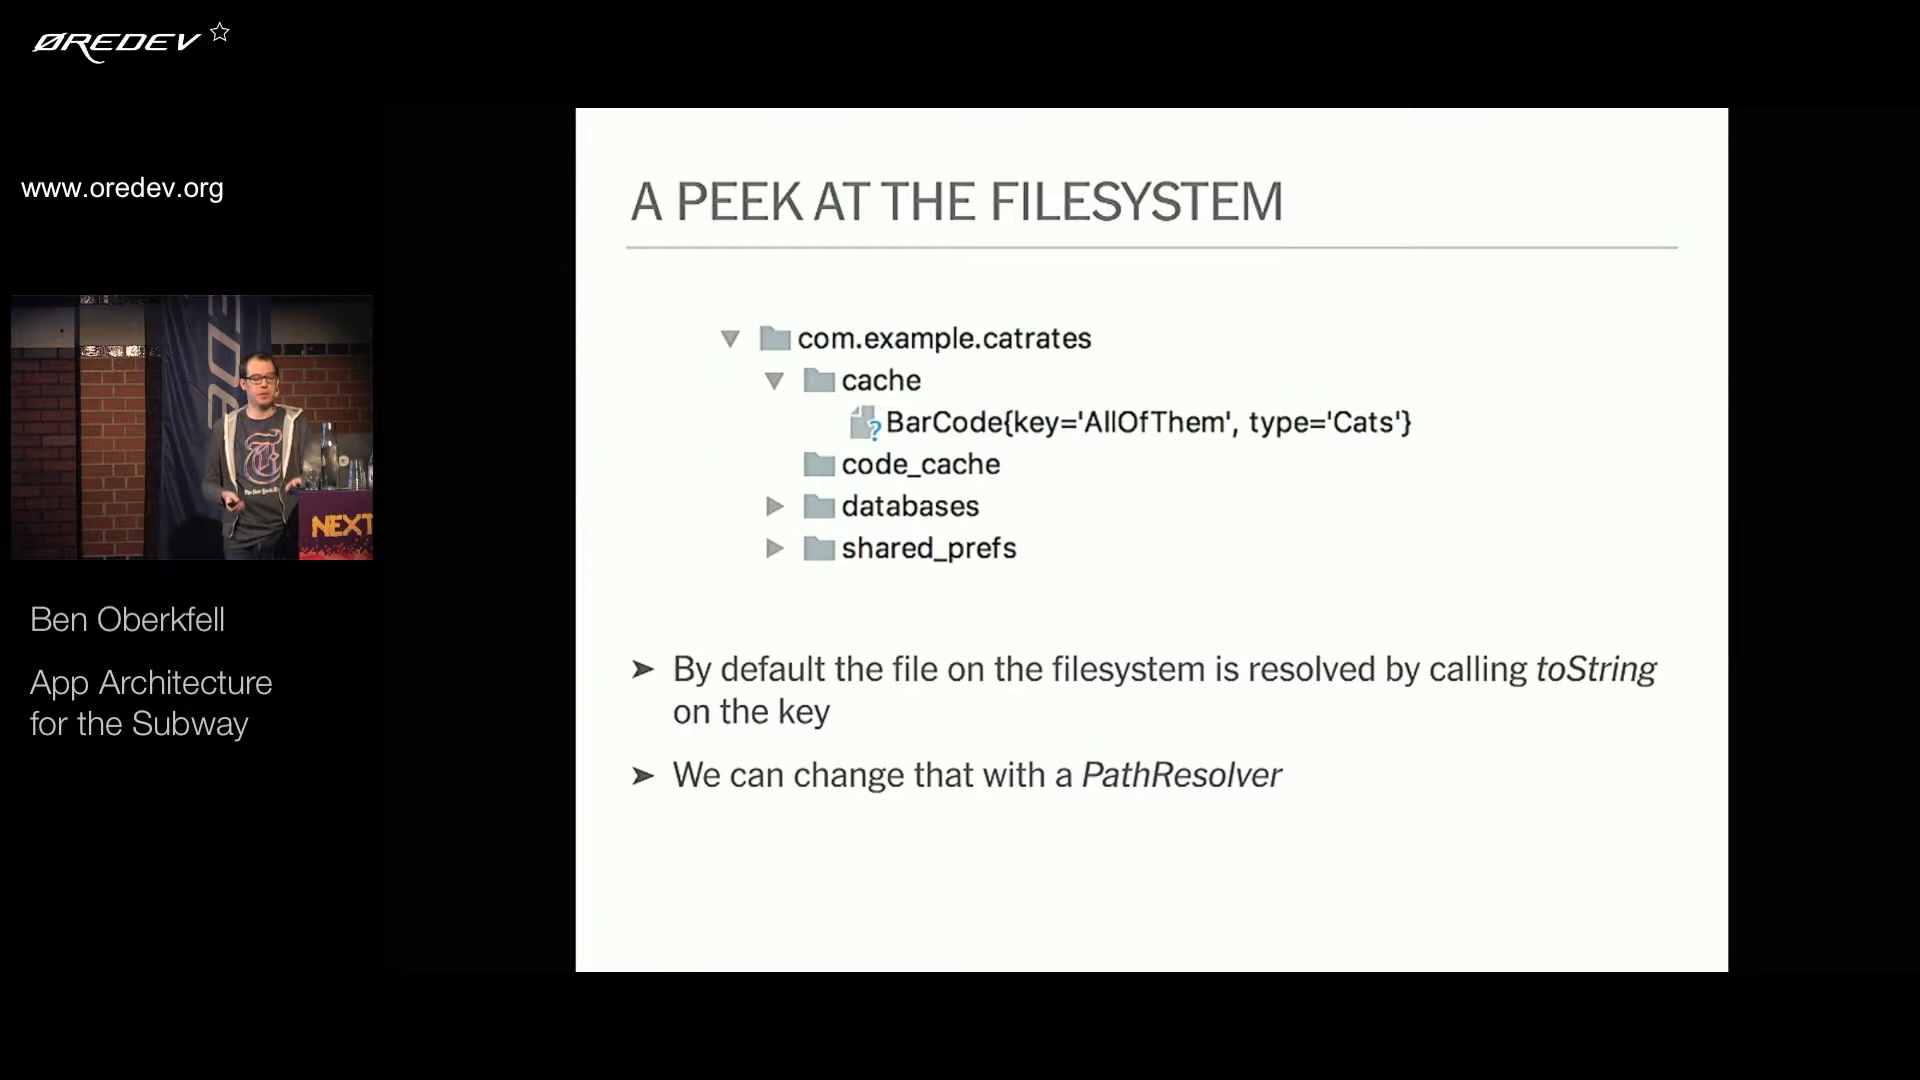 ØREDEV
www.oredev.org
NEXT
Ben Oberkfell
App Architecture
for the Subway
A PEEK AT THE FILESYSTEM
com.example.catrates
cache
BarCode{key='AllOfThem', type='Cats'}
code_cache
databases
shared_prefs
➤ By default the file on the filesystem is resolved by calling toString
on the key
➤ We can change that with a PathResolver